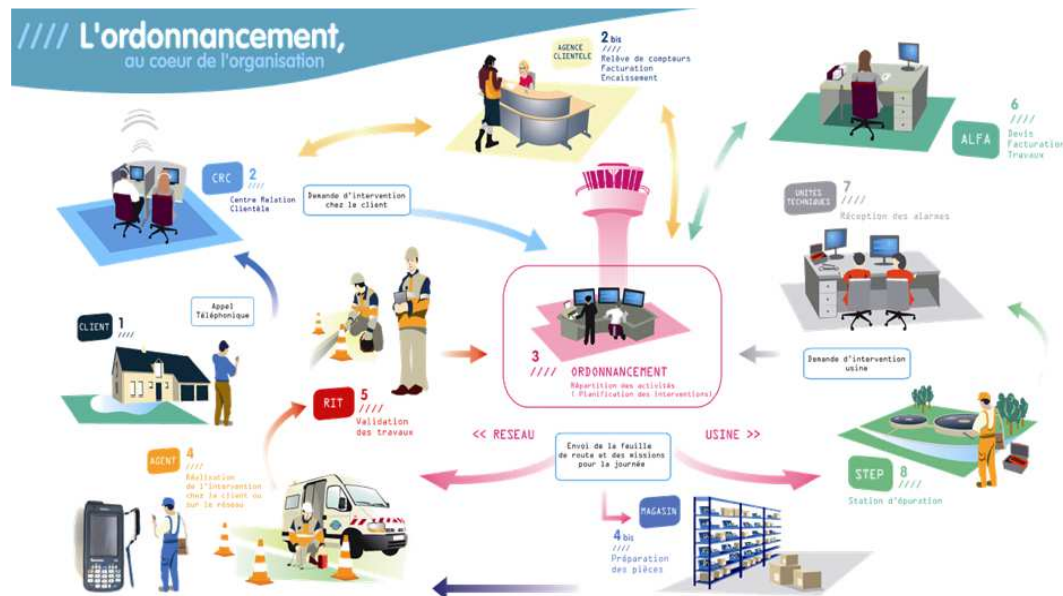 //// L'ordonnancement,
au coeur de l'organisation
AGENCE
CLIENTELE
2 bis
////
Relève de compteurs
Facturation
Encaissement
6
////
ALFA
Devis
Facturation
Travaux
CRC
2
////
Centre Relation
Clientèle
Demande d'intervention
chez le client
UNITES
TECHNIQUES
7
////
Réception des alarmes
Appel
Téléphonique
CLIENT
1
////
3
////
ORDONNANCEMENT
Répartition des activités
( Planification des interventions)
Demande d'intervention
usine
RIT
5
////
Validation
des travaux
<< RESEAU
USINE >>
Envoi de la feuille
de route et des missions
pour la journée
AGENT
4
////
Réalisation
de l'intervention
chez le client ou
sur le réseau
STEP
8
////
Station d'épuration
MAGASIN
4 bis
////
Préparation
des pièces